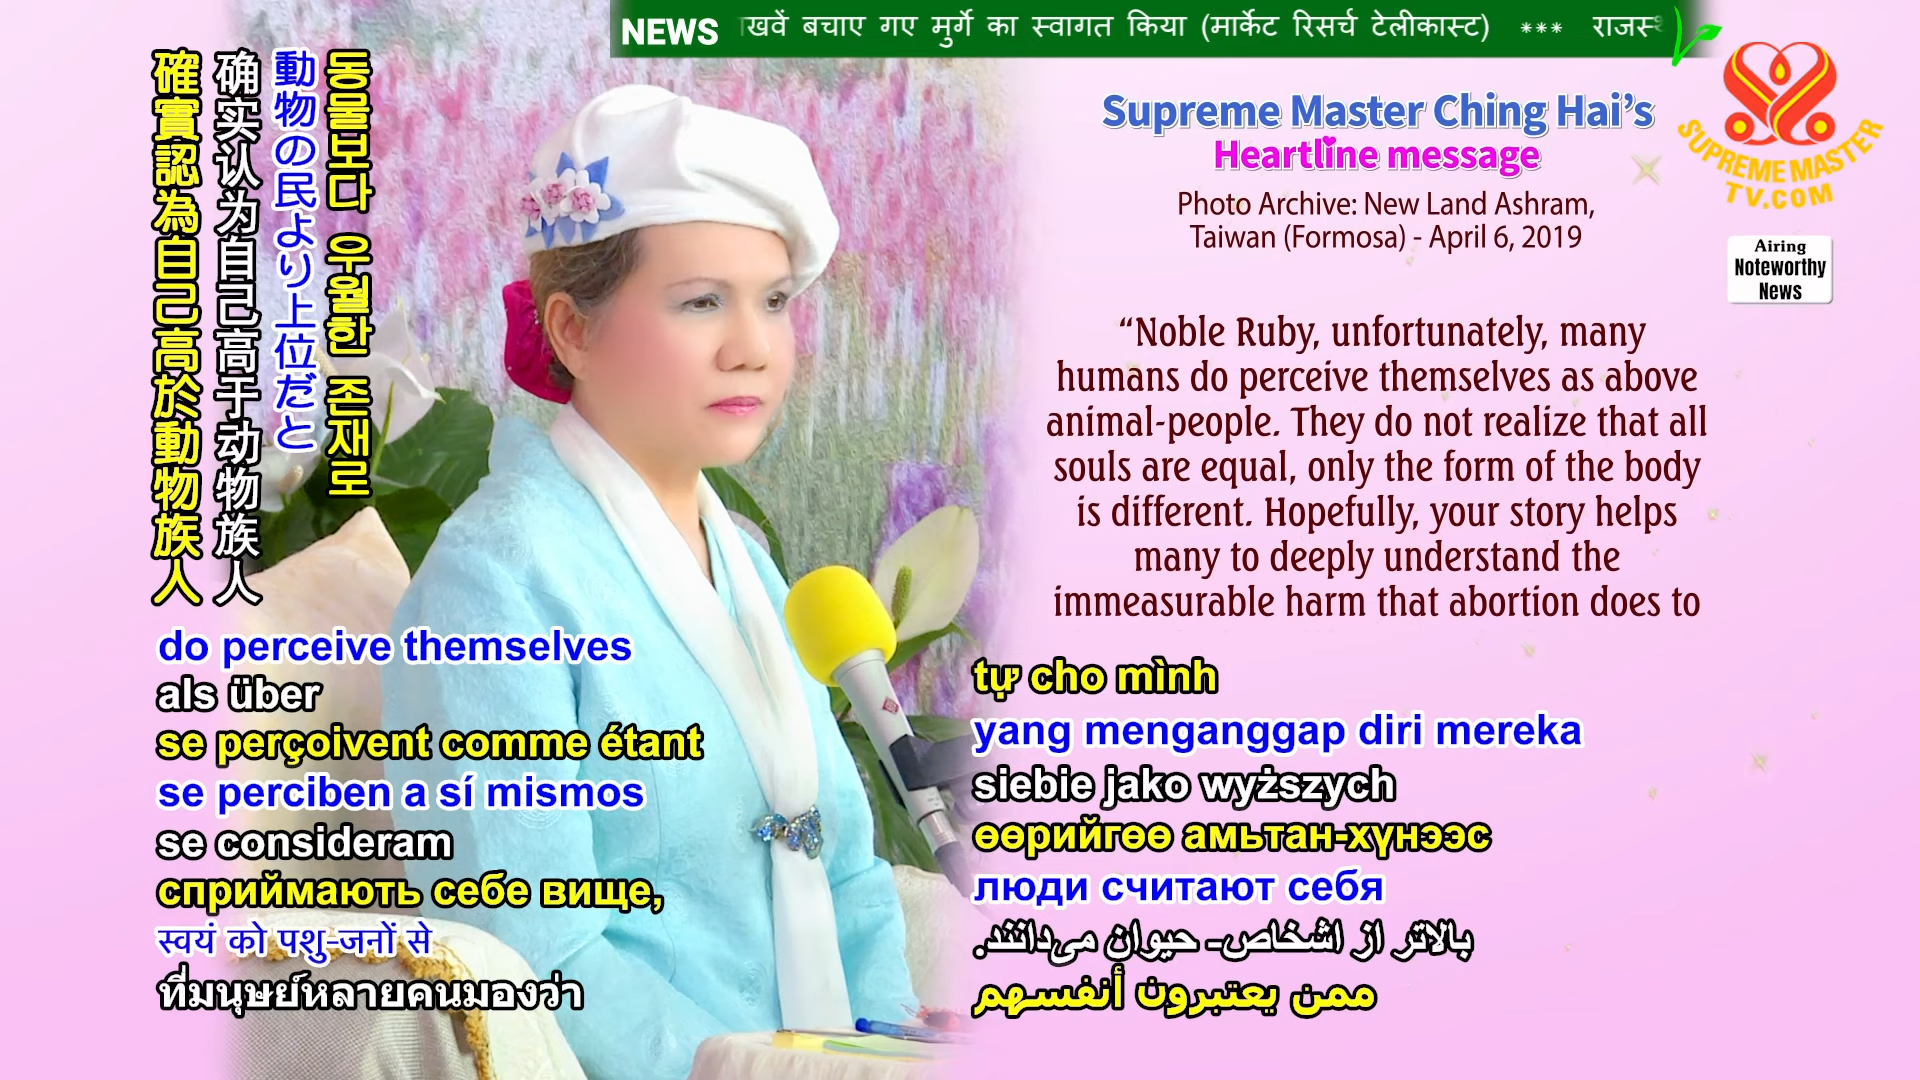 NEWS
बचाए गए मुर्गे का स्वागत किया (मार्केट रिसर्च टेलीकास्ट) *** राजस्
Supreme Master Ching Hai’s
Heartline message
Photo Archive: New Land Ashram,
Taiwan (Formosa) - April 6, 2019
SUPREME MASTER
TV.COM
Airing
Noteworthy
News
“Noble Ruby, unfortunately, many
humans do perceive themselves as above
animal-people. They do not realize that all
souls are equal, only the form of the body
is different. Hopefully, your story helps
many to deeply understand the
immeasurable harm that abortion does to
동물보다 우월한 존재로
動物の民より上位だと
确实认为自己高于动物族人
確實認為自己高於動物族人
do perceive themselves
als über
se perçoivent comme étant
se perciben a sí mismos
se consideram
сприймають себе вище,
स्वयं को पशु-जनों से
ที่มนุษย์หลายคนมองว่า
tự cho mình
yang menganggap diri mereka
siebie jako wyższych
өөрийгөө амьтан-хүнээс
люди считают себя
بالاتر از اشخاص- حیوان می‌دانند.
ممن يعتبرون أنفسهم